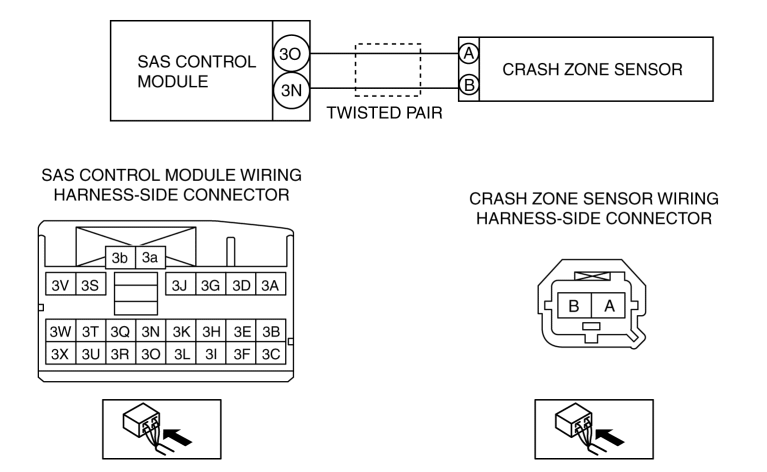 SAS CONTROL
MODULE
3O
3N
A
B
CRASH ZONE SENSOR
TWISTED PAIR
SAS CONTROL MODULE WIRING
HARNESS-SIDE CONNECTOR
3b 3a
3V 3S 3J 3G 3D 3A
3W 3T 3Q 3N 3K 3H 3E 3B
3X 3U 3R 3O 3L 3I 3F 3C
CRASH ZONE SENSOR WIRING
HARNESS-SIDE CONNECTOR
B A